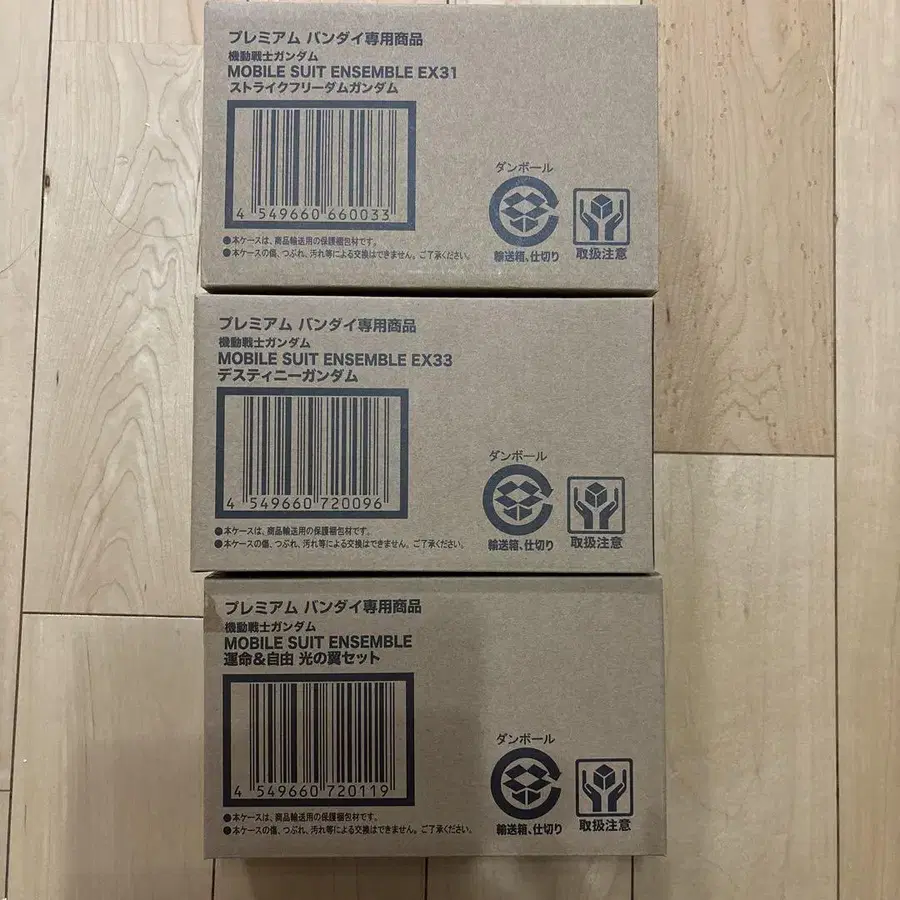 プレミアム バンダイ専用商品
機動戦士ガンダム
MOBILE SUIT ENSEMBLE EX31
ストライクフリーダムガンダム
4 549660 660033
●本ケースは、商品輸送用の保護梱包材です。
●本ケースの傷、つぶれ、汚れ等による交換はできません。ご了承ください。
ダンボール
輸送箱、仕切り
取扱注意
プレミアム バンダイ専用商品
機動戦士ガンダム
MOBILE SUIT ENSEMBLE EX33
デスティニーガンダム
4 549660 720096
●本ケースは、商品輸送用の保護梱包材です。
●本ケースの傷、つぶれ、汚れ等による交換はできません。ご了承ください。
ダンボール
輸送箱、仕切り
取扱注意
プレミアム バンダイ専用商品
機動戦士ガンダム
MOBILE SUIT ENSEMBLE
運命&自由 光の翼セット
4 549660 720119
●本ケースは、商品輸送用の保護梱包材です。
●本ケースの傷、つぶれ、汚れ等による交換はできません。ご了承ください。
ダンボール
輸送箱、仕切り
取扱注意